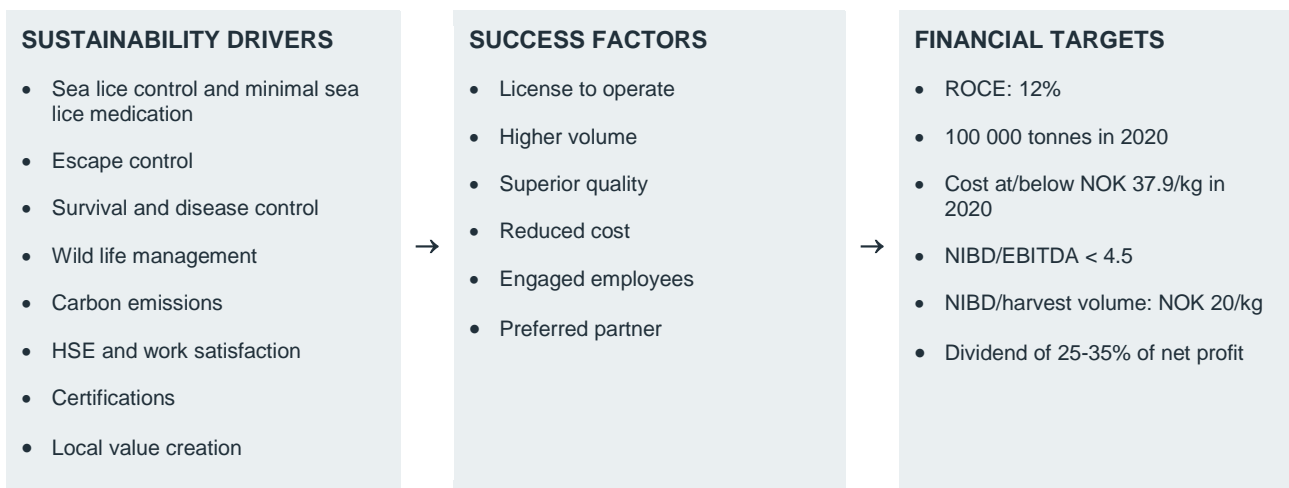 SUSTAINABILITY DRIVERS
• Sea lice control and minimal sea
lice medication
• Escape control
• Survival and disease control
• Wild life management
• Carbon emissions
• HSE and work satisfaction
• Certifications
• Local value creation
→
SUCCESS FACTORS
• License to operate
• Higher volume
• Superior quality
• Reduced cost
• Engaged employees
• Preferred partner
→
FINANCIAL TARGETS
• ROCE: 12%
• 100 000 tonnes in 2020
• Cost at/below NOK 37.9/kg in
2020
• NIBD/EBITDA < 4.5
• NIBD/harvest volume: NOK 20/kg
• Dividend of 25-35% of net profit